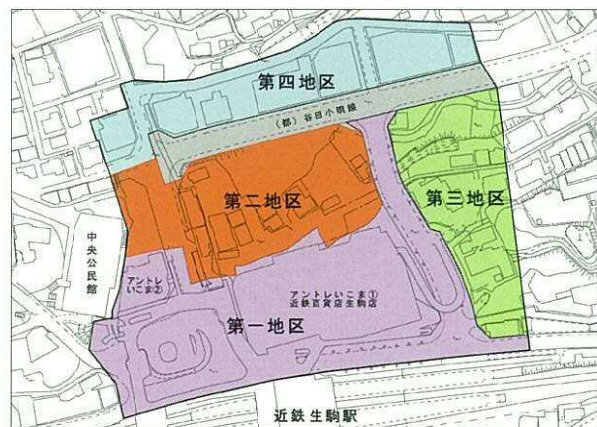 第四地区
(都)谷田小明線
第二地区
第三地区
中央公民館
アントレ
いこま②
アントレいこま①
近鉄百貨店生駒店
第一地区
近鉄生駒駅